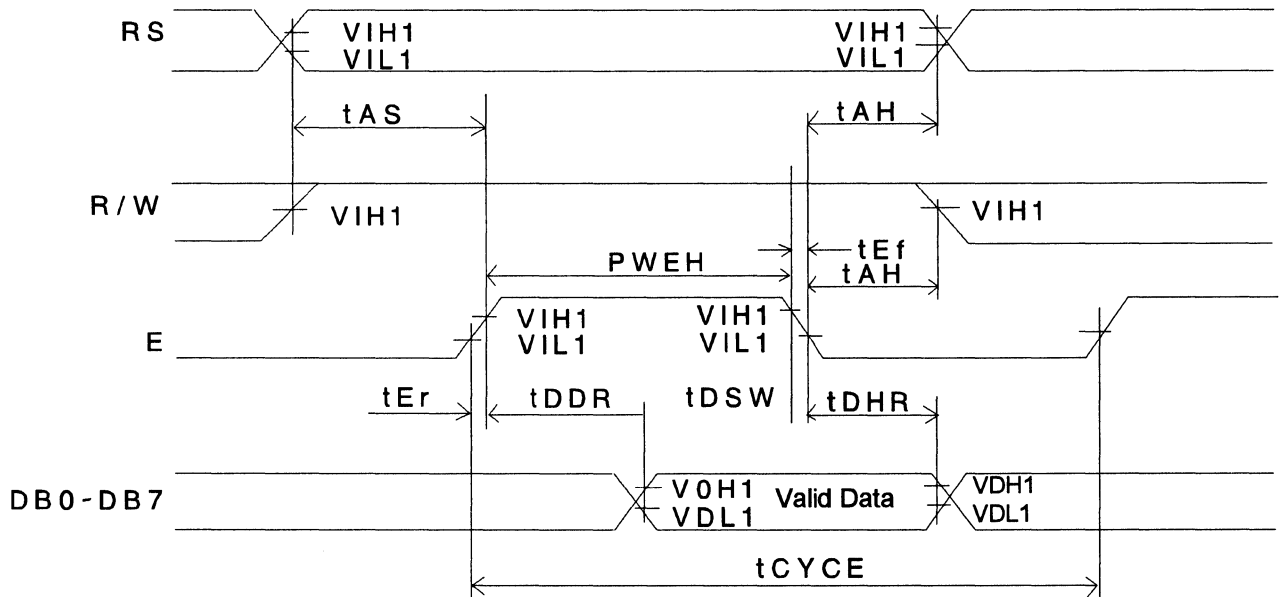 RS VIH1 VIH1
VIL1 VIL1
tAS tAH
R/W VIH1 VIH1
tEf
PWEH tAH
VIH1 VIH1
E VIL1 VIL1
tEr tDDR tDSW tDHR
DB0-DB7 V0H1 Valid Data VDH1
VDL1 VDL1
tCYCE